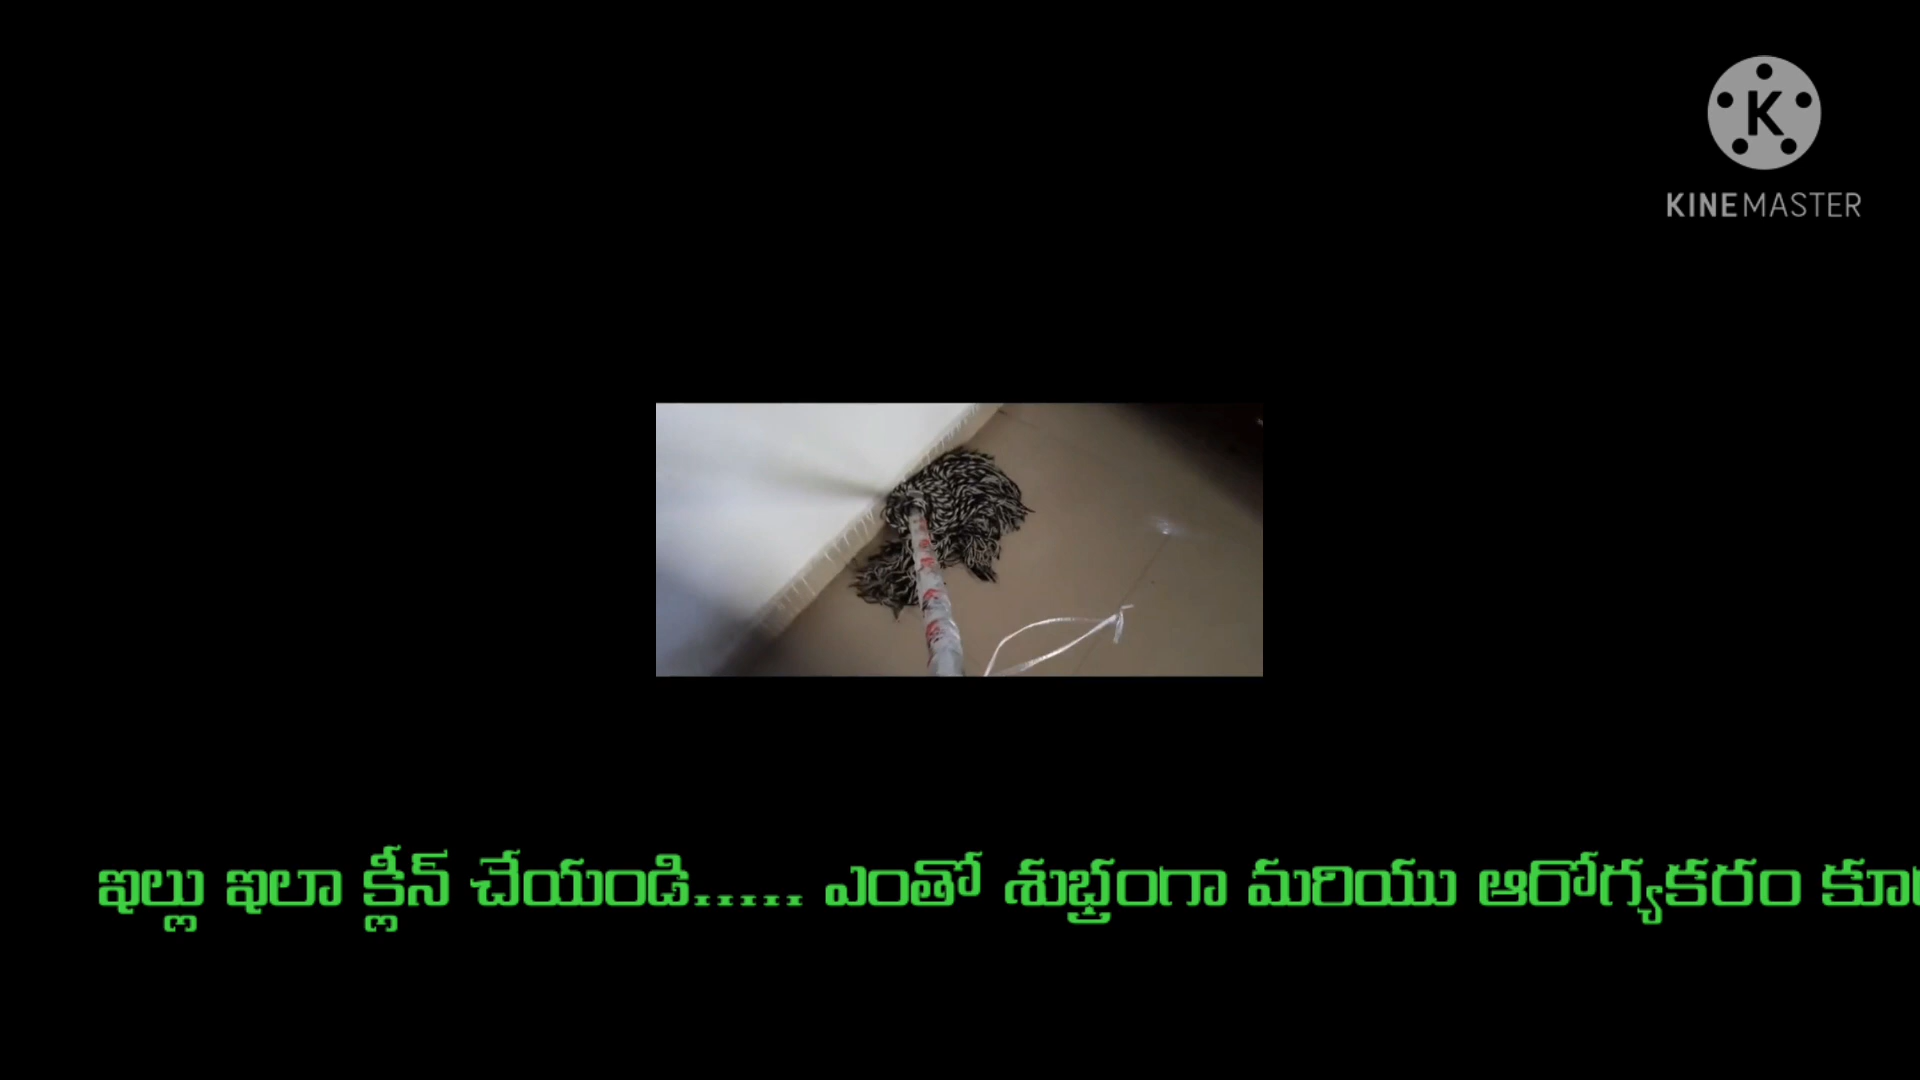 KINEMASTER
ఇల్లు ఇలా క్లీన్ చేయండి..... ఎంతో శుభ్రంగా మరియు ఆరోగ్యకరం